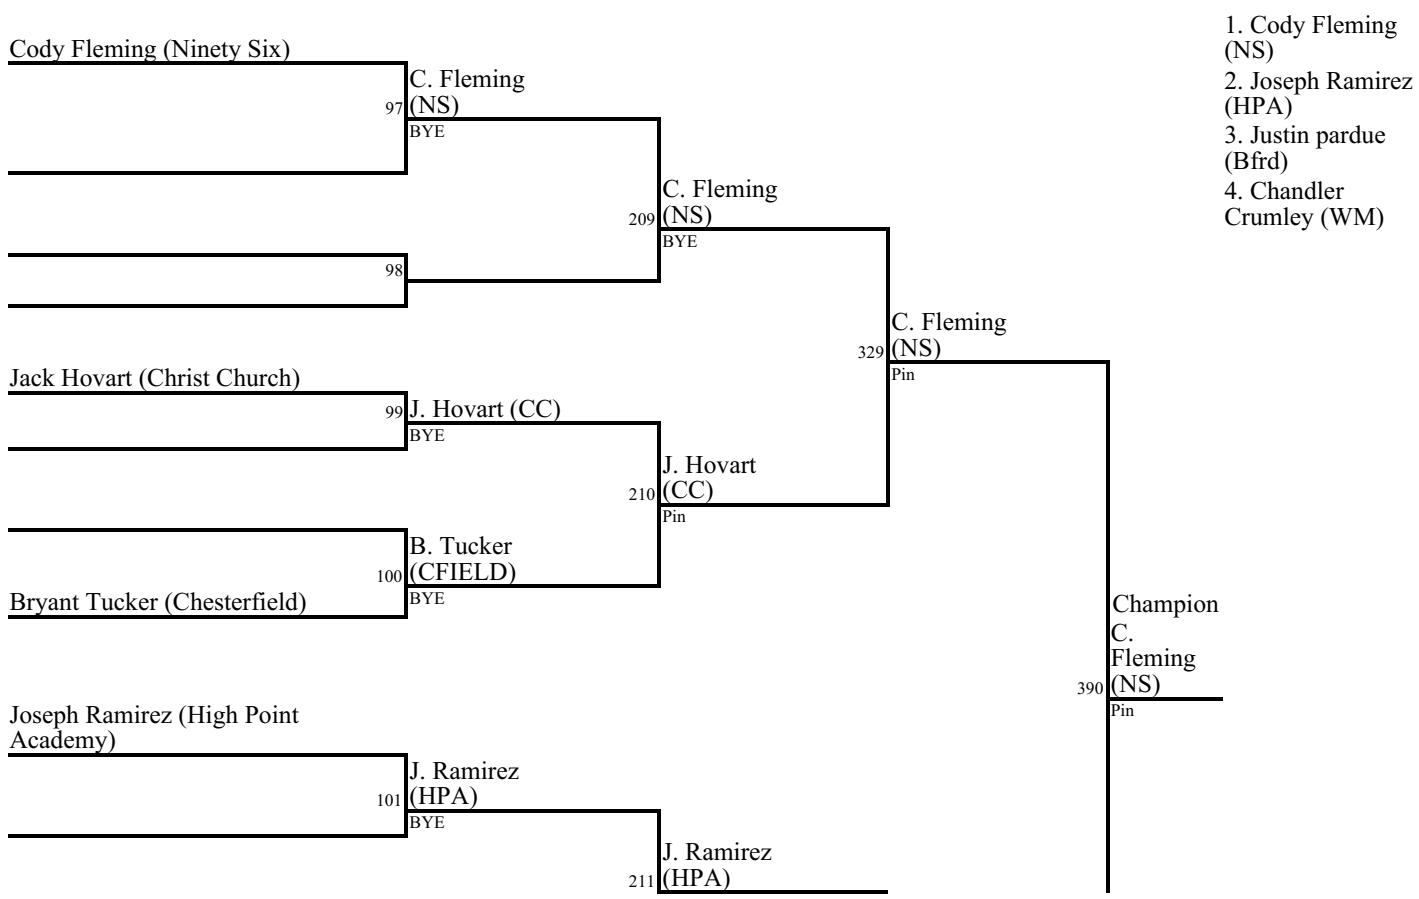 1. Cody Fleming
(NS)
2. Joseph Ramirez
(HPA)
3. Justin pardue
(Bfrd)
4. Chandler
Crumley (WM)
Cody Fleming (Ninety Six)
C. Fleming
97 (NS)
BYE
C. Fleming
209 (NS)
BYE
98
C. Fleming
329 (NS)
Pin
Jack Hovart (Christ Church)
99 J. Hovart (CC)
BYE
J. Hovart
210 (CC)
Pin
B. Tucker
100 (CFIELD)
BYE
Bryant Tucker (Chesterfield)
Champion
C.
Fleming
390 (NS)
Pin
Joseph Ramirez (High Point
Academy)
J. Ramirez
101 (HPA)
BYE
J. Ramirez
211 (HPA)